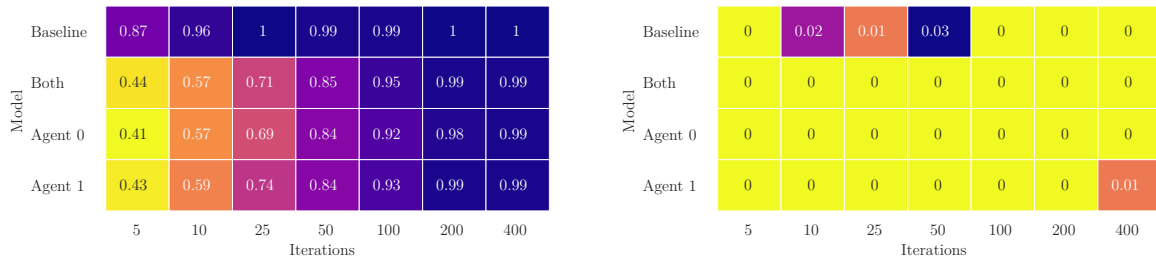 Baseline 0.87 0.96 1 0.99 0.99 1 1
Both 0.44 0.57 0.71 0.85 0.95 0.99 0.99
Agent 0 0.41 0.57 0.69 0.84 0.92 0.98 0.99
Agent 1 0.43 0.59 0.74 0.84 0.93 0.99 0.99
Model
5 10 25 50 100 200 400
Iterations
Baseline 0 0.02 0.01 0.03 0 0 0
Both 0 0 0 0 0 0 0
Agent 0 0 0 0 0 0 0 0
Agent 1 0 0 0 0 0 0 0.01
Model
5 10 25 50 100 200 400
Iterations